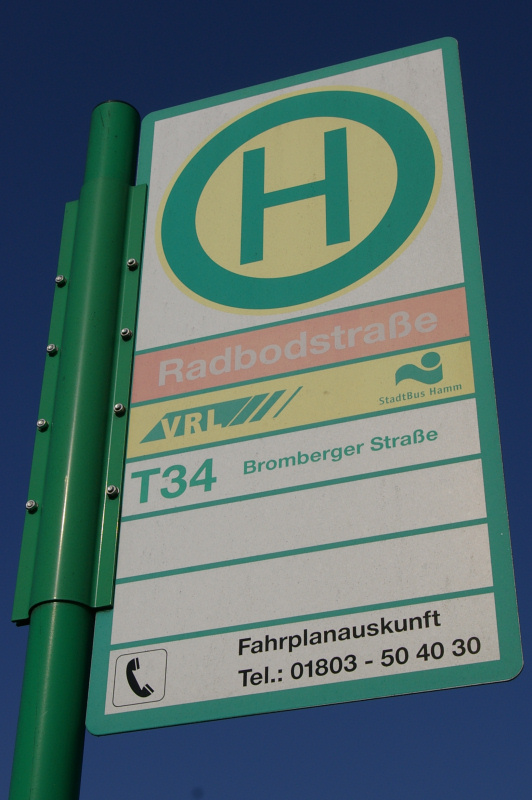 H
Radbodstraße
VRL
StadtBus Hamm
T34 Bromberger Straße
Fahrplanauskunft
Tel.: 01803 - 50 40 30